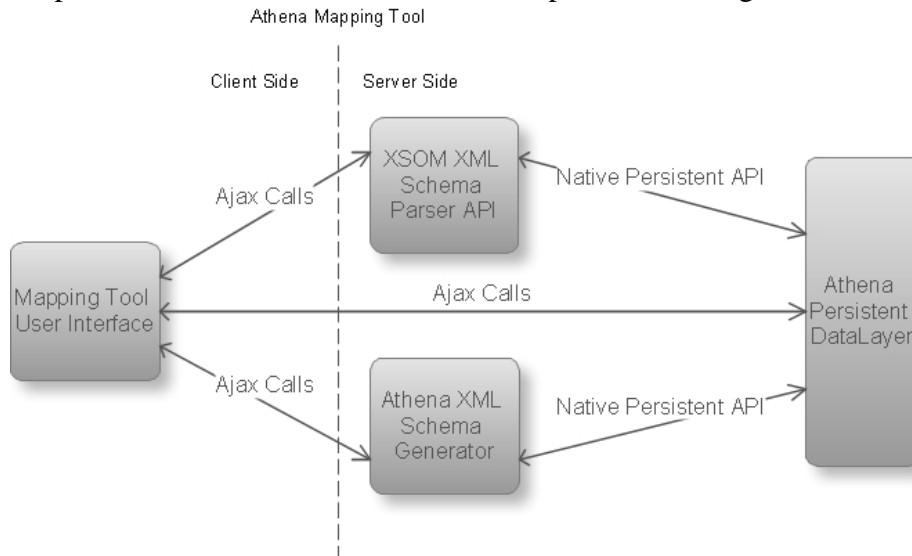 Athena Mapping Tool
Client Side
Server Side
XSOM XML
Schema
Parser API
Ajax Calls
Native Persistent API
Mapping Tool
User Interface
Ajax Calls
Athena
Persistent
DataLayer
Ajax Calls
Athena XML
Schema
Generator
Native Persistent API